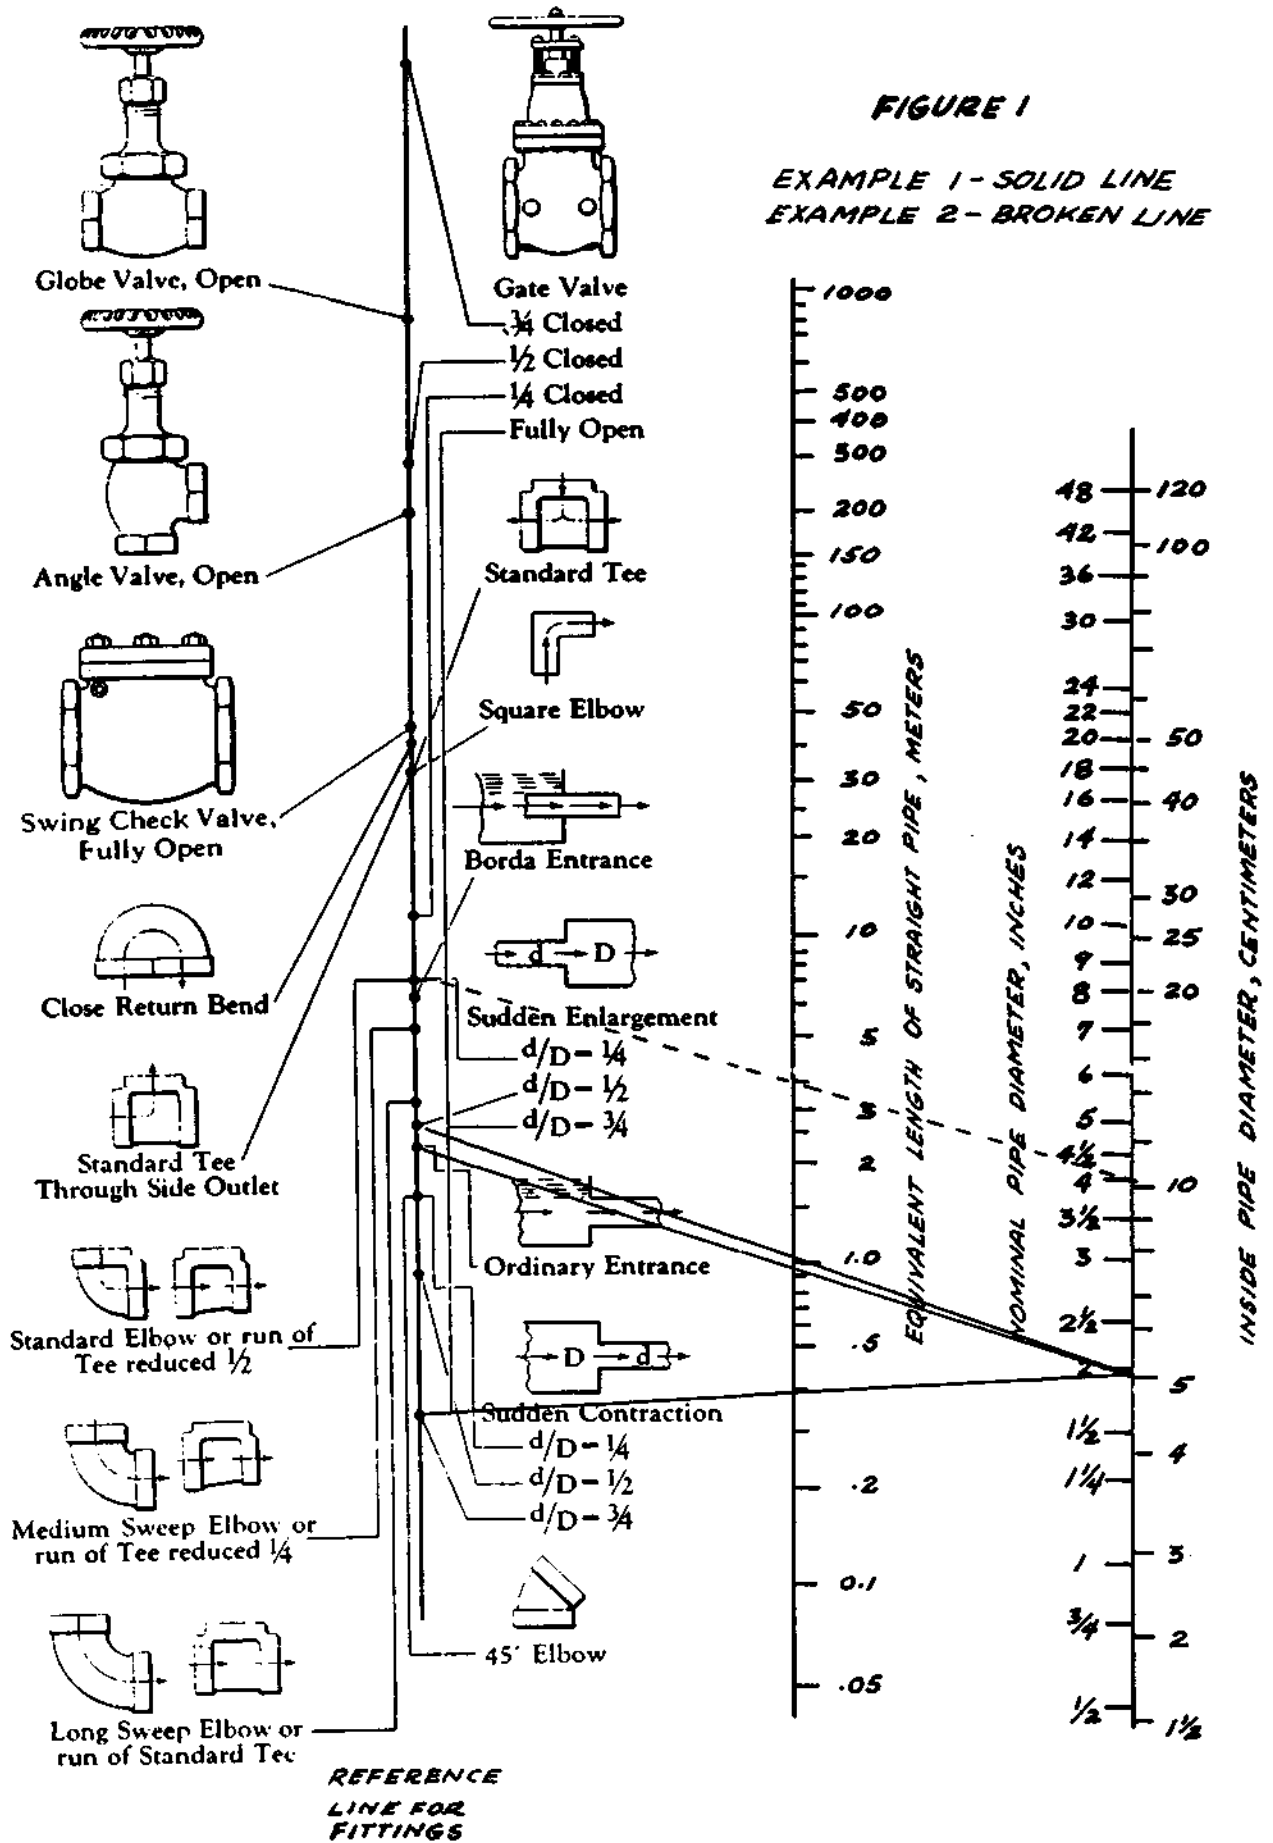 FIGURE 1
EXAMPLE 1 - SOLID LINE
EXAMPLE 2 - BROKEN LINE
Globe Valve, Open
Angle Valve, Open
Swing Check Valve,
Fully Open
Close Return Bend
Standard Tee
Through Side Outlet
Standard Elbow or run of
Tee reduced ½
Medium Sweep Elbow or
run of Tee reduced ¼
Long Sweep Elbow or
run of Standard Tee
REFERENCE
LINE FOR
FITTINGS
Gate Valve
¾ Closed
½ Closed
¼ Closed
Fully Open
Standard Tee
Square Elbow
Borda Entrance
d D
Sudden Enlargement
d/D = ¼
d/D = ½
d/D = ¾
Ordinary Entrance
D d
Sudden Contraction
d/D = ¼
d/D = ½
d/D = ¾
45° Elbow
1000
500
400
300
200
150
100
50
30
20
10
5
3
2
1.0
.5
.2
0.1
.05
EQUIVALENT LENGTH OF STRAIGHT PIPE, METERS
NOMINAL PIPE DIAMETER, INCHES
48
42
36
30
24
22
20
18
16
14
12
10
9
8
7
6
5
4½
4
3½
3
2½
2
1½
1¼
1
¾
½
120
100
50
40
30
25
20
10
5
4
3
2
1½
INSIDE PIPE DIAMETER, CENTIMETERS